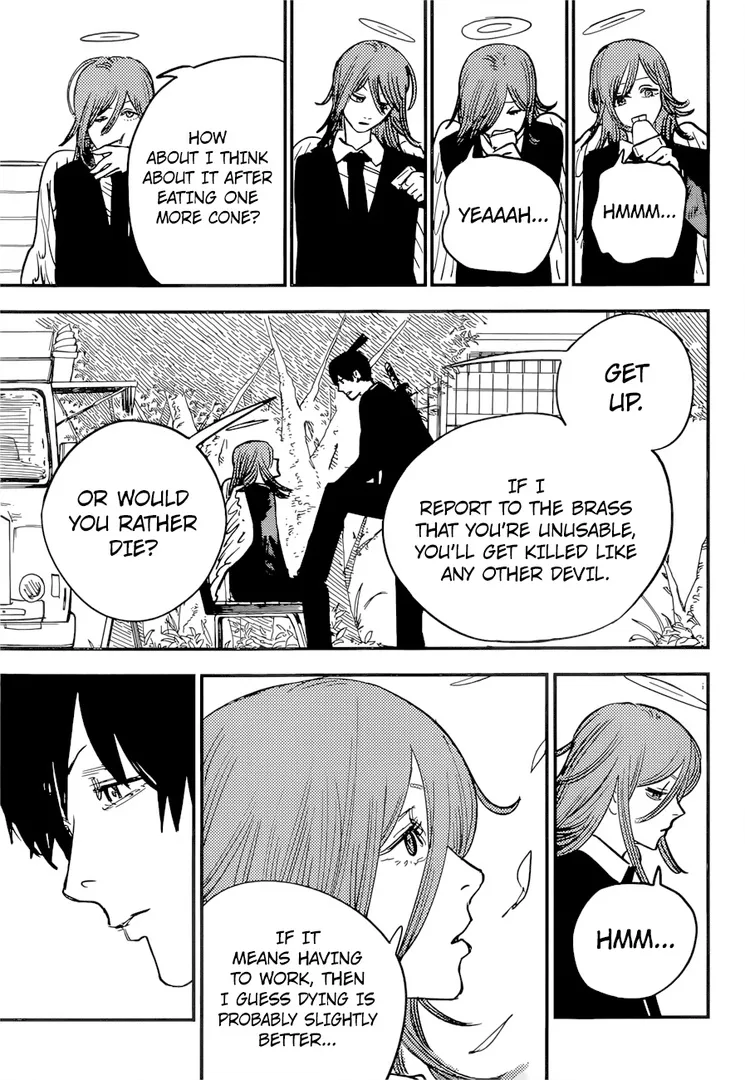 HMMM...
YEAAAH...
HOW
ABOUT I THINK
ABOUT IT AFTER
EATING ONE
MORE CONE?
GET
UP.
IF I
REPORT TO THE BRASS
THAT YOU'RE UNUSABLE,
YOU'LL GET KILLED LIKE
ANY OTHER DEVIL.
OR WOULD
YOU RATHER
DIE?
HMM...
IF IT
MEANS HAVING
TO WORK, THEN
I GUESS DYING IS
PROBABLY SLIGHTLY
BETTER...